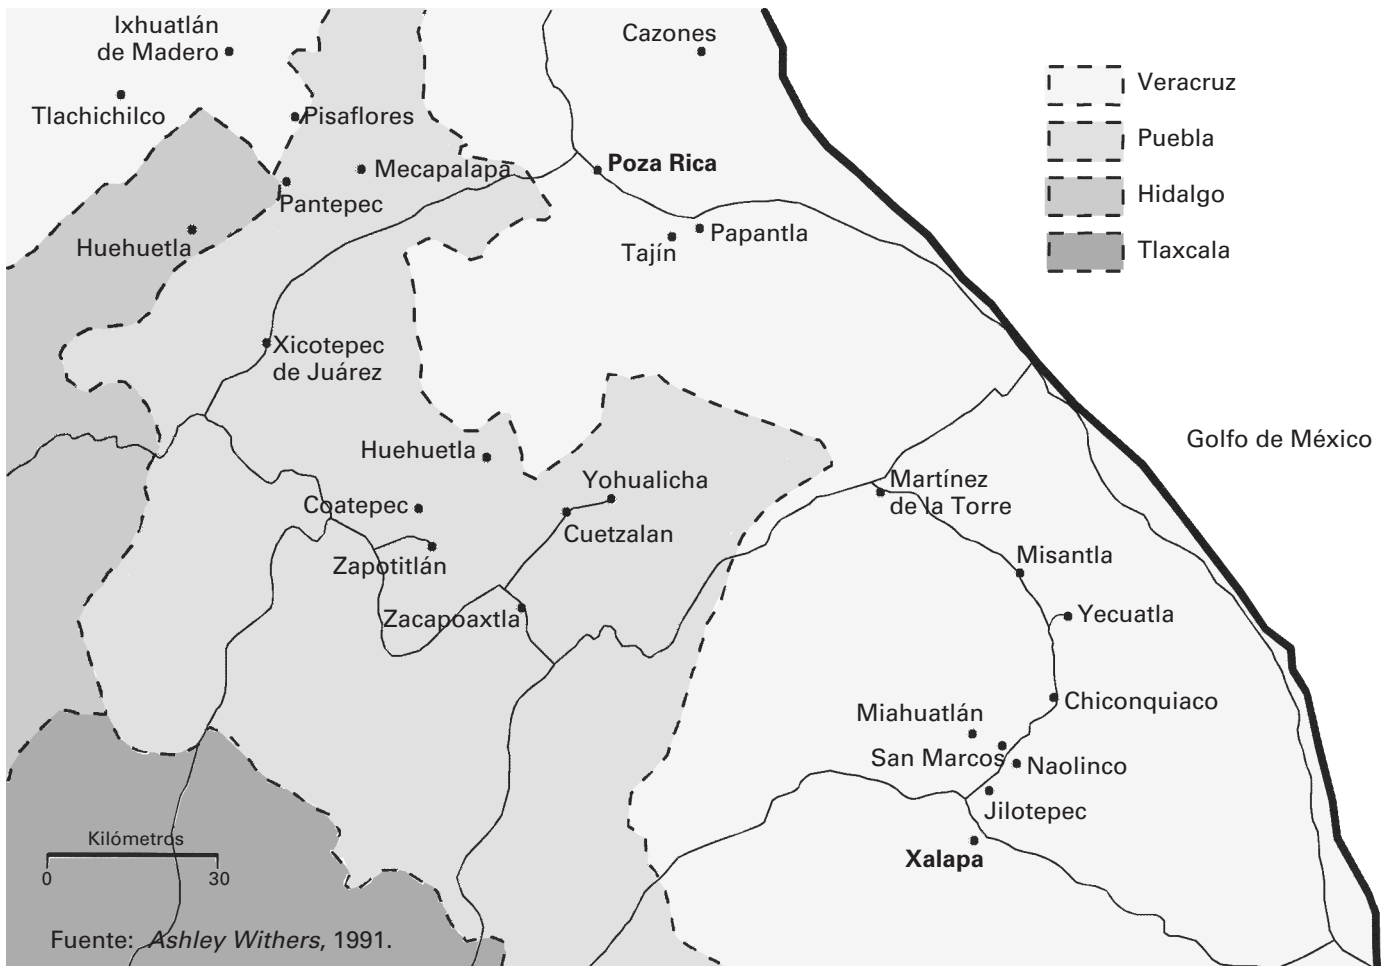 Ixhuatlán
de Madero
Cazones
Veracruz
Tlachichilco
Pisaflores
Puebla
Mecapalapa
Poza Rica
Pantepec
Hidalgo
Huehuetla
Tajín
Papantla
Tlaxcala
Xicotepec
de Juárez
Golfo de México
Huehuetla
Yohualicha
Martínez
de la Torre
Coatepec
Cuetzalan
Zapotitlán
Misantla
Zacapoaxtla
Yecuatla
Chiconquiaco
Miahuatlán
San Marcos
Naolinco
Jilotepec
Xalapa
Kilómetros
0 30
Fuente: Ashley Withers, 1991.